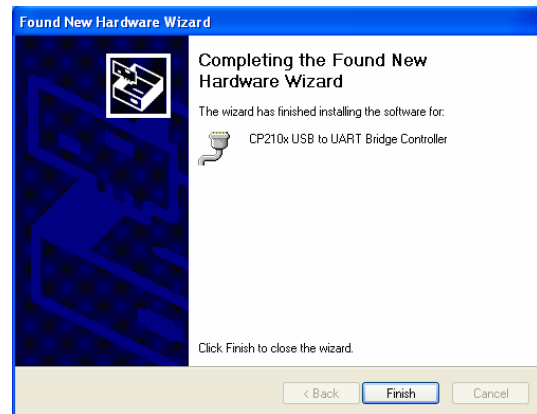 Found New Hardware Wizard
Completing the Found New
Hardware Wizard
The wizard has finished installing the software for:
CP210x USB to UART Bridge Controller
Click Finish to close the wizard.
< Back
Finish
Cancel